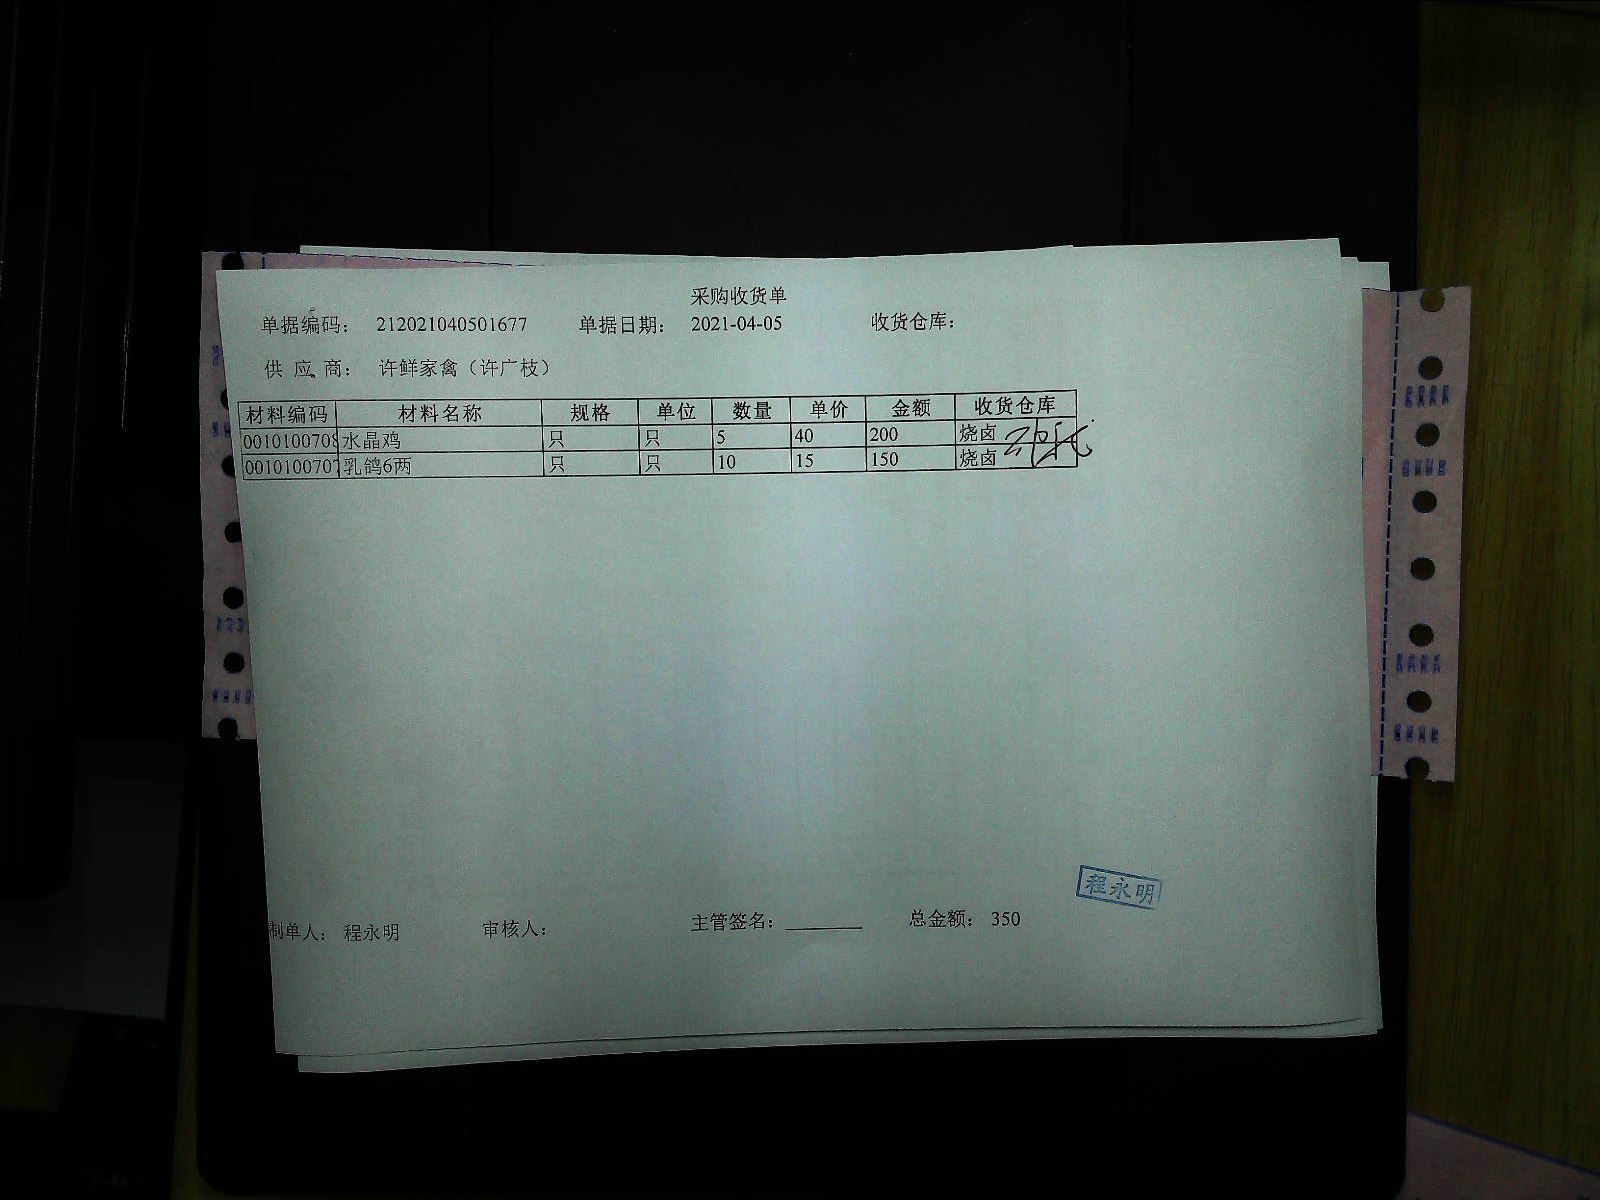 采购收货单
单据编码： 212021040501677 单据日期： 2021-04-05 收货仓库：
供 应 商： 许鲜家禽（许广枝）
材料编码 材料名称 规格 单位 数量 单价 金额 收货仓库
0010100708 水晶鸡 只 只 5 40 200 烧卤
0010100707 乳鸽6两 只 只 10 15 150 烧卤
程永明
制单人： 程永明 审核人： 主管签名：________ 总金额： 350